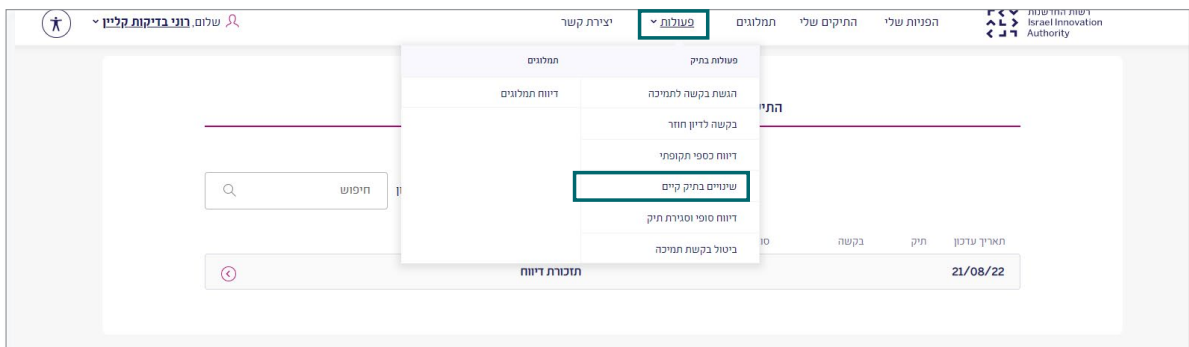 רשות החדשנות
Israel Innovation
Authority
הפניות שלי
התיקים שלי
תמלוגים
פעולות
יצירת קשר
שלום, רוני בדיקות קליין
פעולות בתיק
תמלוגים
הגשת בקשה לתמיכה
דיווח תמלוגים
בקשה לדיון חוזר
דיווח כספי תקופתי
שינויים בתיק קיים
דיווח סופי וסגירת תיק
ביטול בקשת תמיכה
חיפוש
תאריך עדכון
תיק
בקשה
21/08/22
תזכורת דיווח